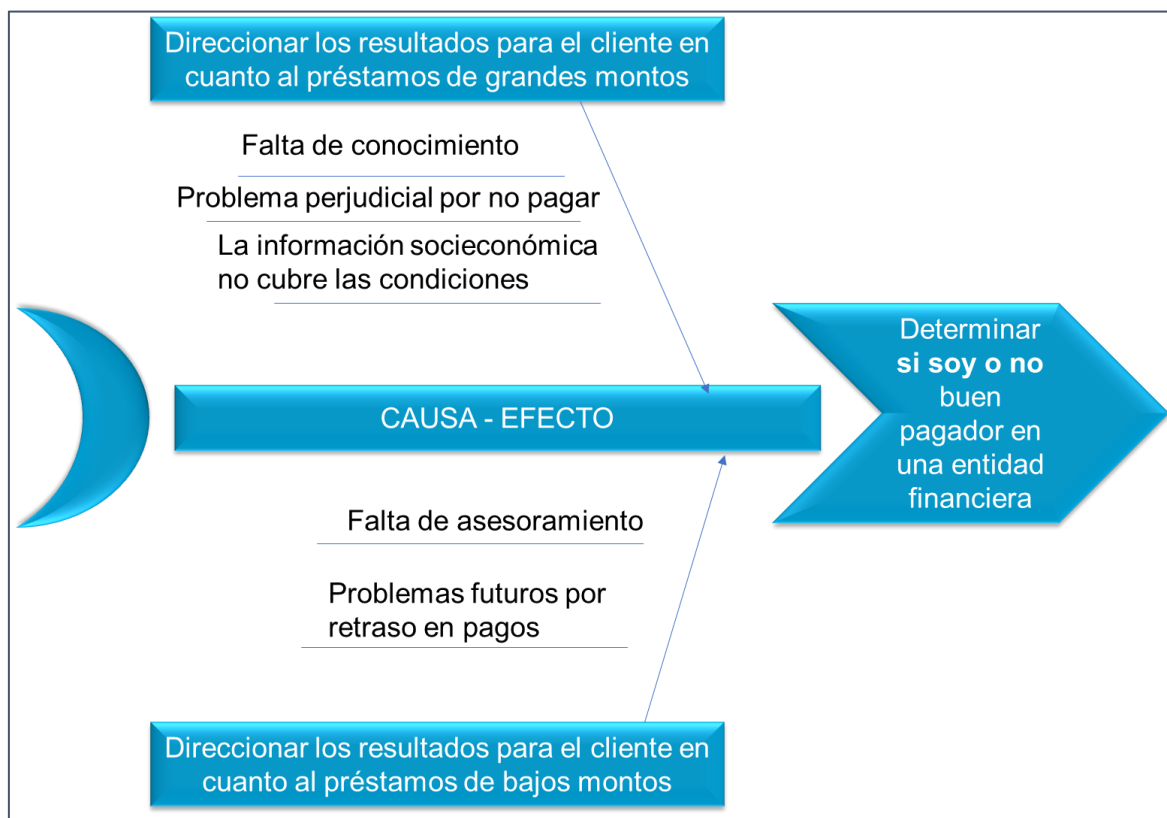 Direccionar los resultados para el cliente en
cuanto al préstamos de grandes montos
Falta de conocimiento
Problema perjudicial por no pagar
La información socieconómica
no cubre las condiciones
CAUSA - EFECTO
Determinar
si soy o no
buen
pagador en
una entidad
financiera
Falta de asesoramiento
Problemas futuros por
retraso en pagos
Direccionar los resultados para el cliente en
cuanto al préstamos de bajos montos